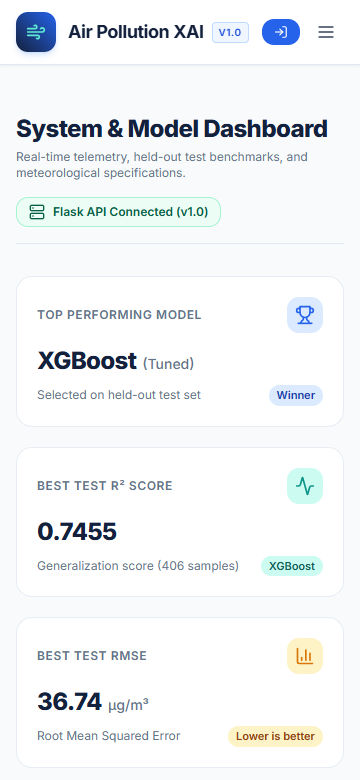 Air Pollution XAI V1.0
System & Model Dashboard
Real-time telemetry, held-out test benchmarks, and
meteorological specifications.
Flask API Connected (v1.0)
TOP PERFORMING MODEL
XGBoost (Tuned)
Selected on held-out test set Winner
BEST TEST R² SCORE
0.7455
Generalization score (406 samples) XGBoost
BEST TEST RMSE
36.74 µg/m³
Root Mean Squared Error Lower is better